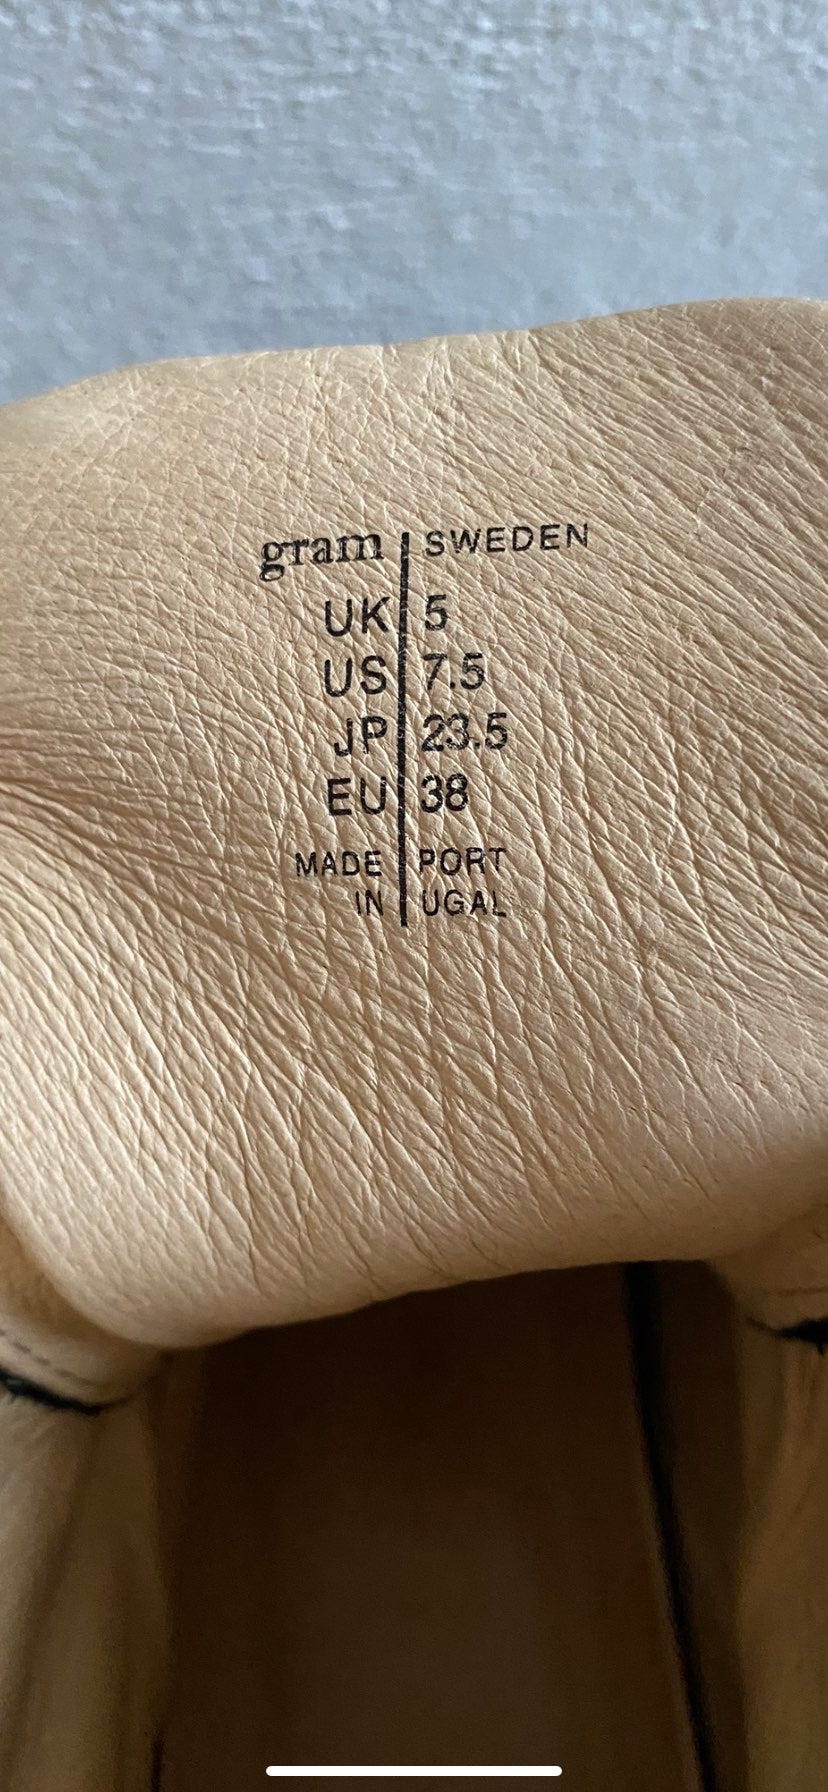 gram | SWEDEN
UK | 5
US | 7.5
JP | 23.5
EU | 38
MADE | PORT
IN | UGAL